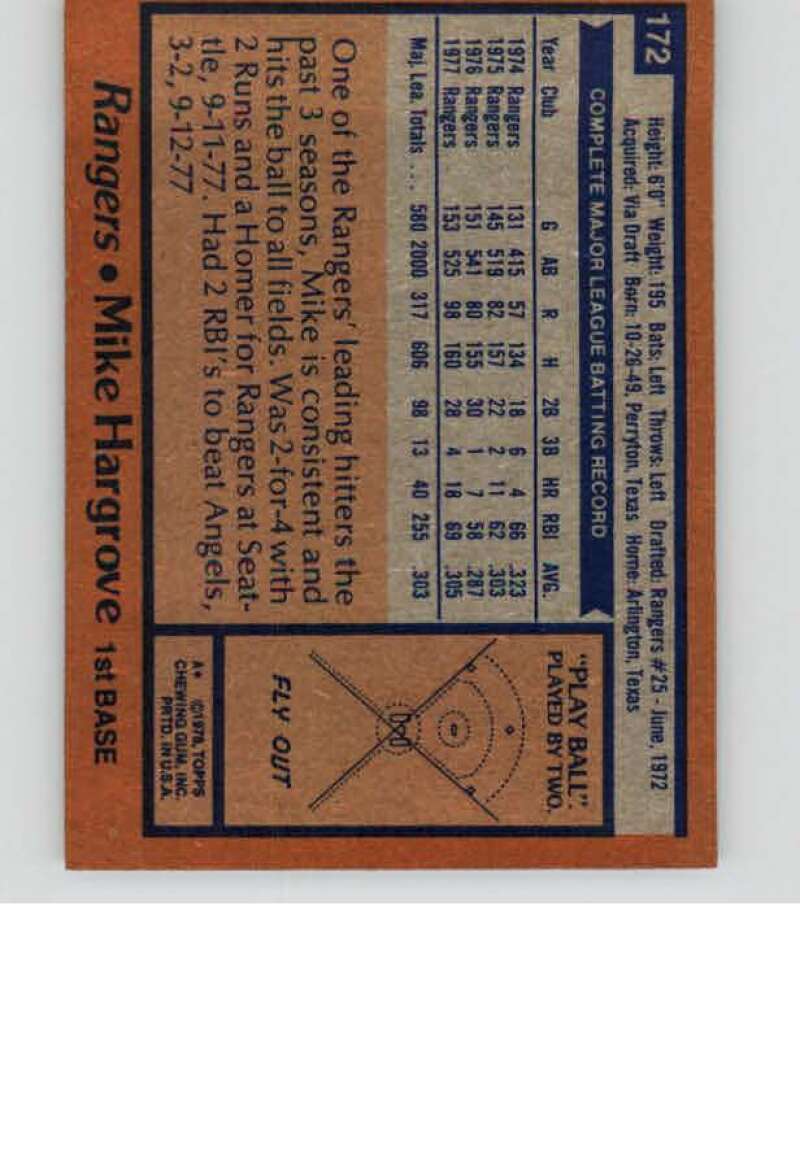 172
Height: 6'0" Weight: 195 Bats: Left Throws: Left Drafted: Rangers #25 - June, 1972
Acquired: Via Draft Born: 10-26-49, Perryton, Texas Home: Arlington, Texas
COMPLETE MAJOR LEAGUE BATTING RECORD
Year Club G AB R H 2B 3B HR RBI AVG.
1974 Rangers 131 415 57 134 18 6 4 66 .323
1975 Rangers 145 519 82 157 22 2 11 62 .303
1976 Rangers 151 541 80 155 30 1 7 58 .287
1977 Rangers 153 525 98 160 28 4 18 69 .305
Maj. Lea. Totals ... 580 2000 317 606 98 13 40 255 .303
One of the Rangers' leading hitters the
past 3 seasons, Mike is consistent and
hits the ball to all fields. Was 2-for-4 with
2 Runs and a Homer for Rangers at Seat-
tle, 9-11-77. Had 2 RBI's to beat Angels,
3-2, 9-12-77
"PLAY BALL"
PLAYED BY TWO.
FLY OUT
A* ©1978, TOPPS
CHEWING GUM, INC.
PRTD. IN U.S.A.
Rangers • Mike Hargrove 1st BASE